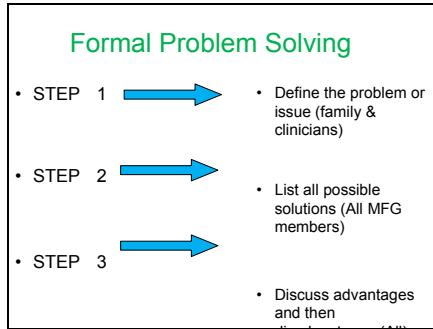 Formal Problem Solving
• STEP 1
• Define the problem or
issue (family &
clinicians)
• STEP 2
• List all possible
solutions (All MFG
members)
• STEP 3
• Discuss advantages
and then